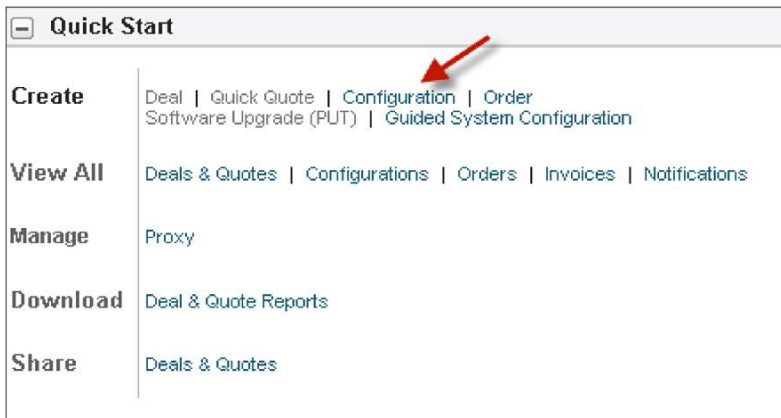 Quick Start
Create
Deal | Quick Quote | Configuration | Order
Software Upgrade (PUT) | Guided System Configuration
View All
Deals & Quotes | Configurations | Orders | Invoices | Notifications
Manage
Proxy
Download
Deal & Quote Reports
Share
Deals & Quotes